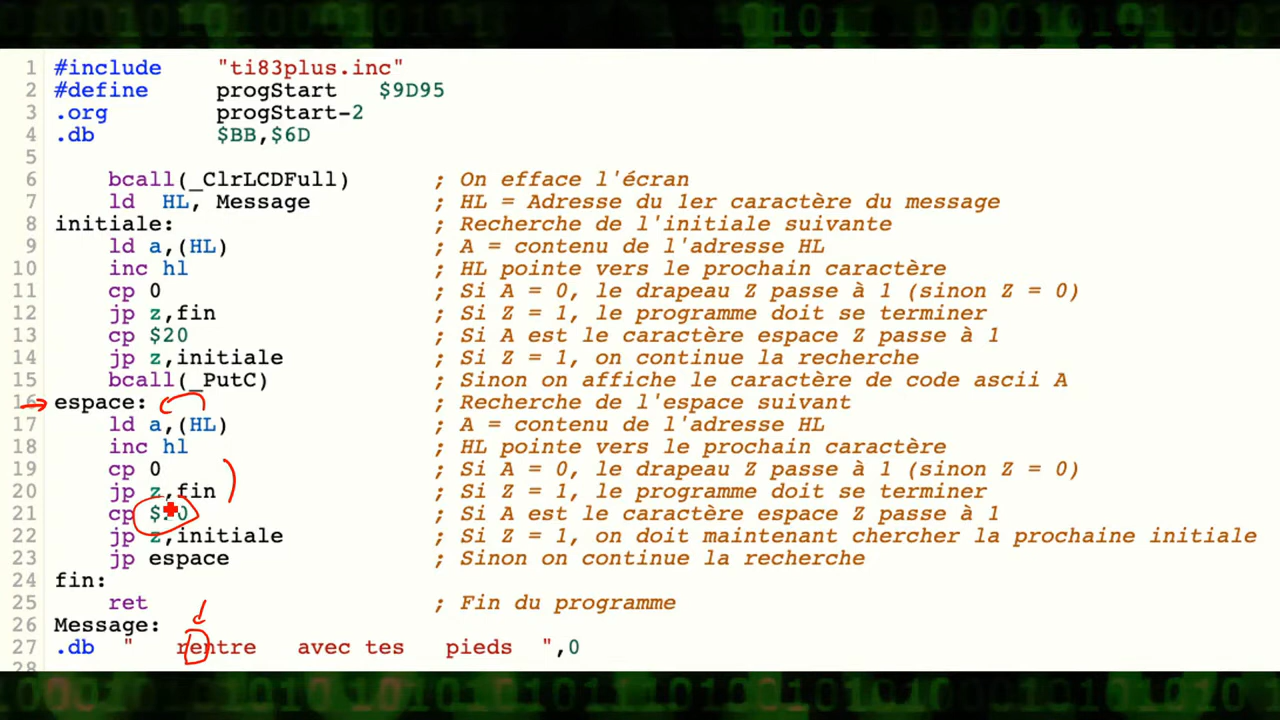 1 #include "ti83plus.inc"
2 #define progStart $9D95
3 .org progStart-2
4 .db $BB,$6D
5
6 bcall(_ClrLCDFull) ; On efface l'écran
7 ld HL, Message ; HL = Adresse du 1er caractère du message
8 initiale: ; Recherche de l'initiale suivante
9 ld a,(HL) ; A = contenu de l'adresse HL
10 inc hl ; HL pointe vers le prochain caractère
11 cp 0 ; Si A = 0, le drapeau Z passe à 1 (sinon Z = 0)
12 jp z,fin ; Si Z = 1, le programme doit se terminer
13 cp $20 ; Si A est le caractère espace Z passe à 1
14 jp z,initiale ; Si Z = 1, on continue la recherche
15 bcall(_PutC) ; Sinon on affiche le caractère de code ascii A
16 espace: ; Recherche de l'espace suivant
17 ld a,(HL) ; A = contenu de l'adresse HL
18 inc hl ; HL pointe vers le prochain caractère
19 cp 0 ; Si A = 0, le drapeau Z passe à 1 (sinon Z = 0)
20 jp z,fin ; Si Z = 1, le programme doit se terminer
21 cp $20 ; Si A est le caractère espace Z passe à 1
22 jp z,initiale ; Si Z = 1, on doit maintenant chercher la prochaine initiale
23 jp espace ; Sinon on continue la recherche
24 fin:
25 ret ; Fin du programme
26 Message:
27 .db " rentre avec tes pieds ",0
28